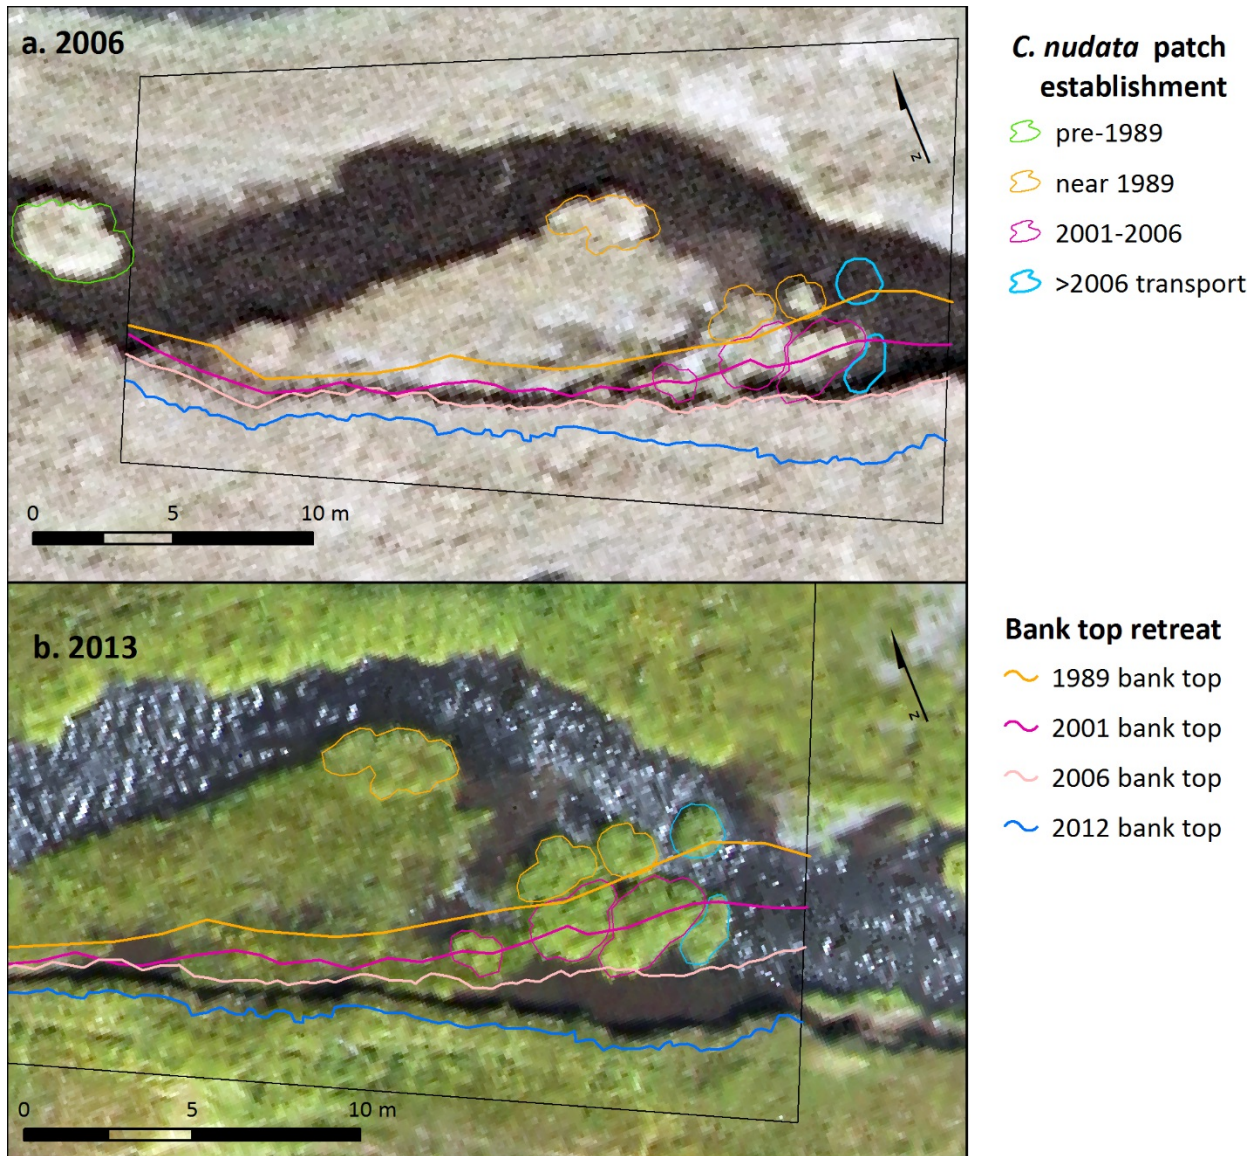 a. 2006
z
0 5 10 m
b. 2013
z
0 5 10 m
C. nudata patch
establishment
pre-1989
near 1989
2001-2006
>2006 transport
Bank top retreat
1989 bank top
2001 bank top
2006 bank top
2012 bank top